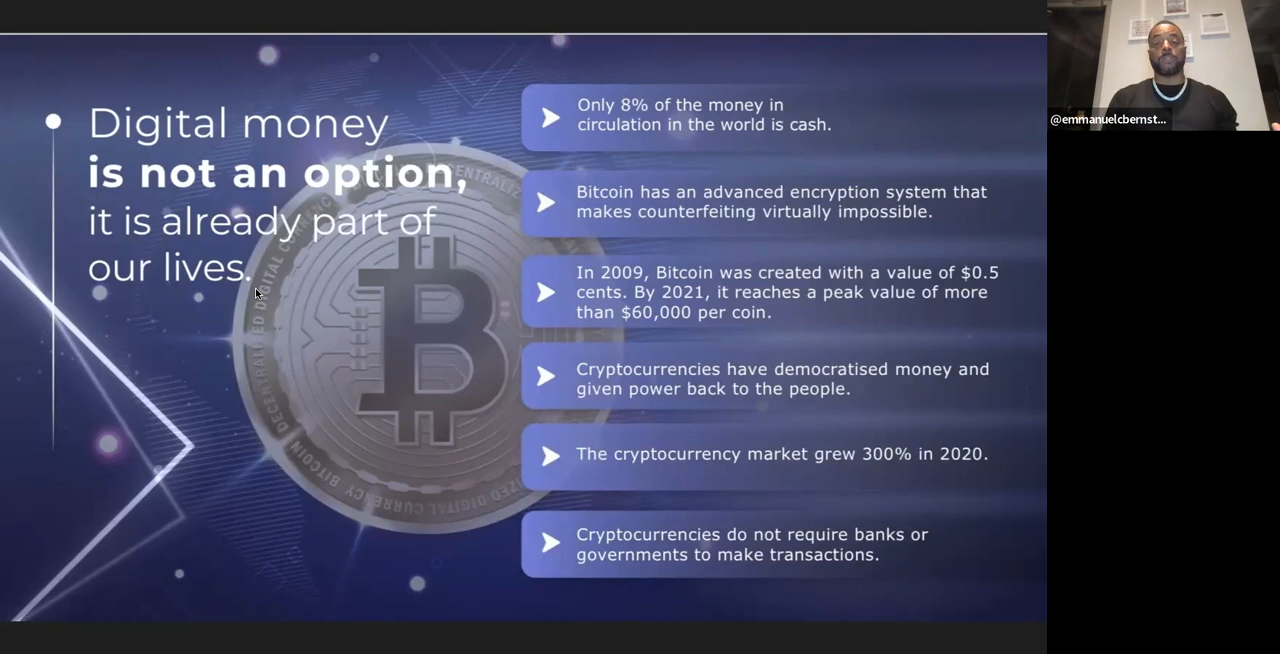 Digital money
is not an option,
it is already part of
our lives.
Only 8% of the money in
circulation in the world is cash.
Bitcoin has an advanced encryption system that
makes counterfeiting virtually impossible.
In 2009, Bitcoin was created with a value of $0.5
cents. By 2021, it reaches a peak value of more
than $60,000 per coin.
Cryptocurrencies have democratised money and
given power back to the people.
The cryptocurrency market grew 300% in 2020.
Cryptocurrencies do not require banks or
governments to make transactions.
@emmanuelcbernst...
DECENTRALIZED DIGITAL CURRENCY
BITCOIN